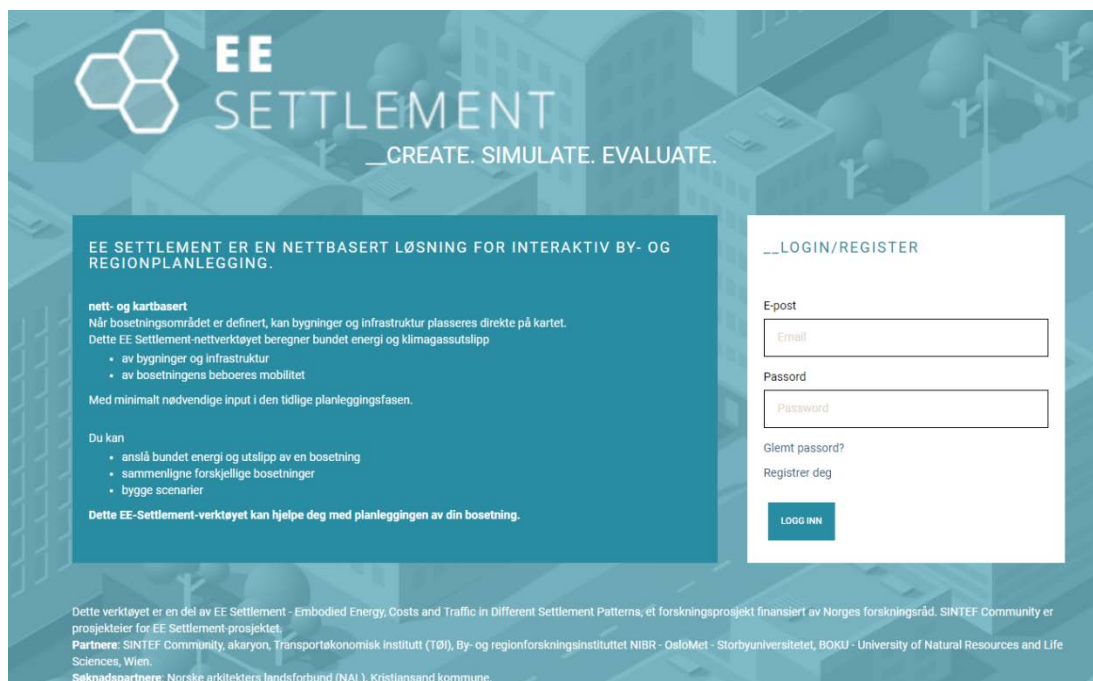 EE
SETTLEMENT
__CREATE. SIMULATE. EVALUATE.
EE SETTLEMENT ER EN NETTBASERT LØSNING FOR INTERAKTIV BY- OG
REGIONPLANLEGGING.
nett- og kartbasert
Når bosetningsområdet er definert, kan bygninger og infrastruktur plasseres direkte på kartet.
Dette EE Settlement-nettverktøyet beregner bundet energi og klimagassutslipp
• av bygninger og infrastruktur
• av bosetningens beboeres mobilitet
Med minimalt nødvendige input i den tidlige planleggingsfasen.
Du kan
• anslå bundet energi og utslipp av en bosetning
• sammenligne forskjellige bosetninger
• bygge scenarier
Dette EE-Settlement-verktøyet kan hjelpe deg med planleggingen av din bosetning.
__LOGIN/REGISTER
E-post
Email
Passord
Password
Glemt passord?
Registrer deg
LOGG INN
Dette verktøyet er en del av EE Settlement - Embodied Energy, Costs and Traffic in Different Settlement Patterns, et forskningsprosjekt finansiert av Norges forskningsråd. SINTEF Community er
prosjekteier for EE Settlement-prosjektet.
Partnere: SINTEF Community, akaryon, Transportøkonomisk institutt (TØI), By- og regionforskningsinstituttet NIBR - OsloMet - Storbyuniversitetet, BOKU - University of Natural Resources and Life
Sciences, Wien.
Søknadspartnere: Norske arkitekters landsforbund (NAL), Kristiansand kommune